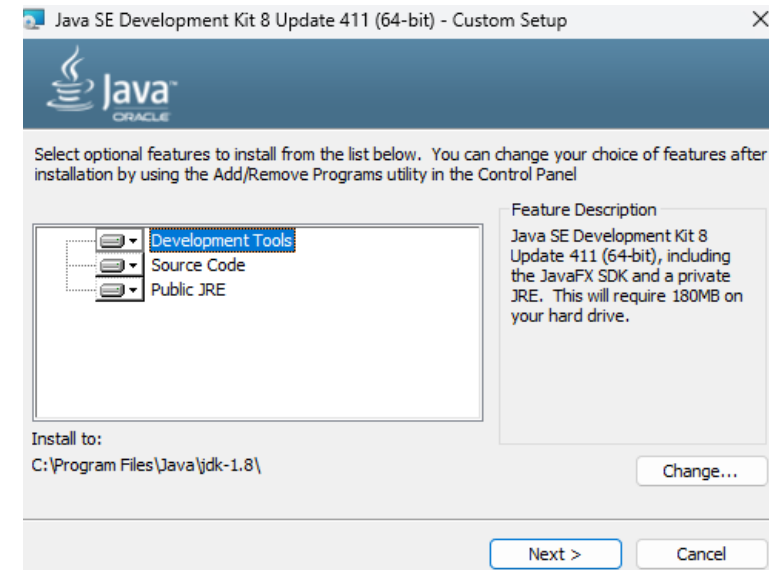 Java SE Development Kit 8 Update 411 (64-bit) - Custom Setup
Java™
ORACLE
Select optional features to install from the list below. You can change your choice of features after
installation by using the Add/Remove Programs utility in the Control Panel
Development Tools
Source Code
Public JRE
Feature Description
Java SE Development Kit 8
Update 411 (64-bit), including
the JavaFX SDK and a private
JRE. This will require 180MB on
your hard drive.
Install to:
C:\Program Files\Java\jdk-1.8\
Change...
Next >
Cancel